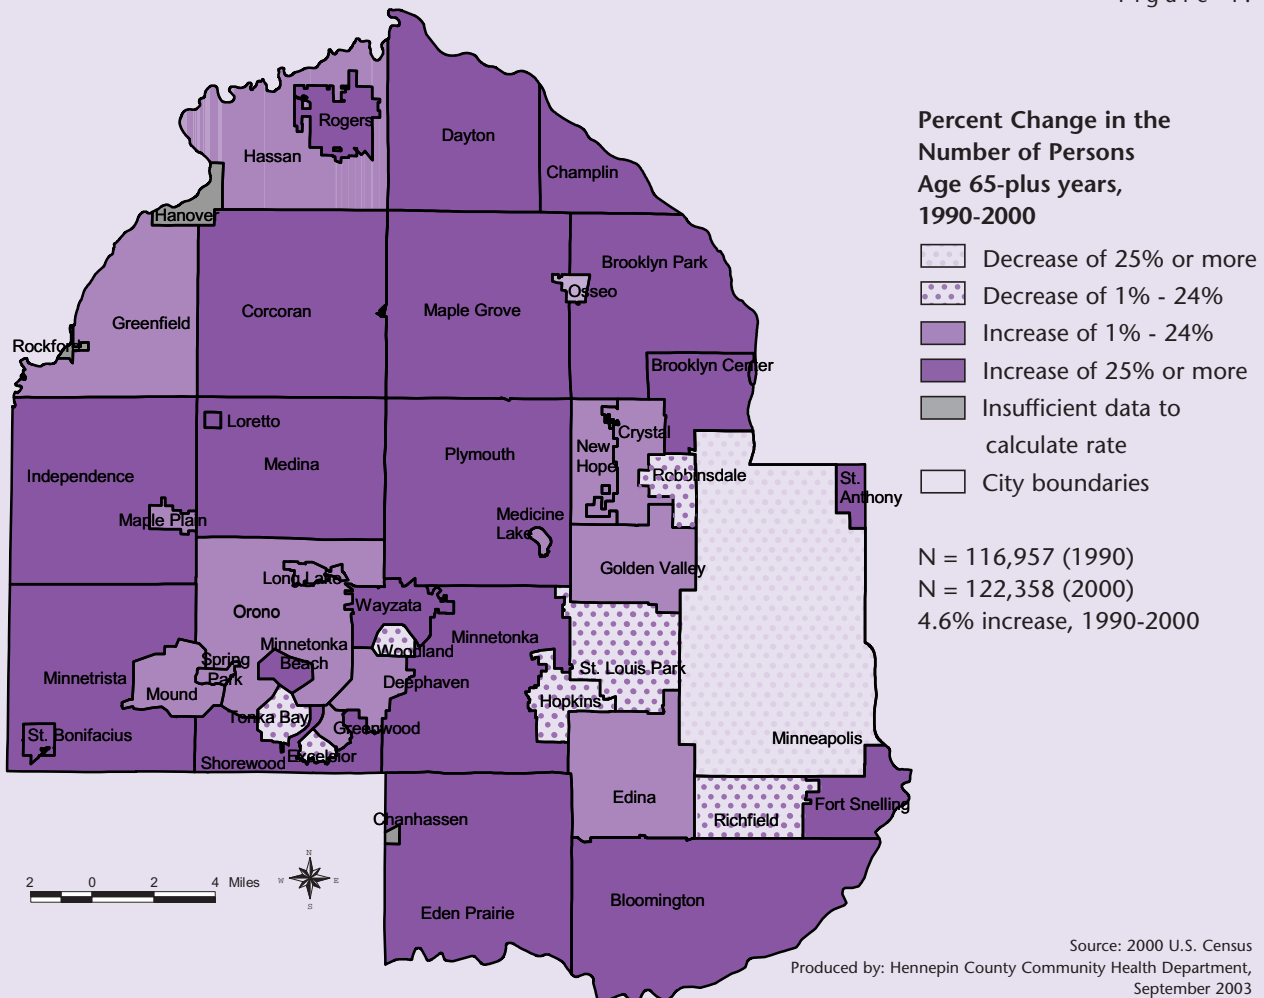 Percent Change in the
Number of Persons
Age 65-plus years,
1990-2000
Decrease of 25% or more
Decrease of 1% - 24%
Increase of 1% - 24%
Increase of 25% or more
Insufficient data to
calculate rate
City boundaries
N = 116,957 (1990)
N = 122,358 (2000)
4.6% increase, 1990-2000
Rogers
Hassan
Dayton
Champlin
Hanover
Brooklyn Park
Osseo
Greenfield
Corcoran
Maple Grove
Rockford
Brooklyn Center
Loretto
Crystal
New
Hope
Plymouth
Medina
Independence
Robbinsdale
St.
Anthony
Maple Plain
Medicine
Lake
Golden Valley
Long Lake
Orono
Wayzata
Minnetonka
Minnetonka
Beach
Woodland
Spring
Park
St. Louis Park
Minnetrista
Mound
Deephaven
Hopkins
Tonka Bay
Greenwood
St. Bonifacius
Minneapolis
Excelsior
Shorewood
Edina
Fort Snelling
Richfield
Chanhassen
Bloomington
Eden Prairie
2 0 2 4 Miles
N
W E
S
Source: 2000 U.S. Census
Produced by: Hennepin County Community Health Department,
September 2003